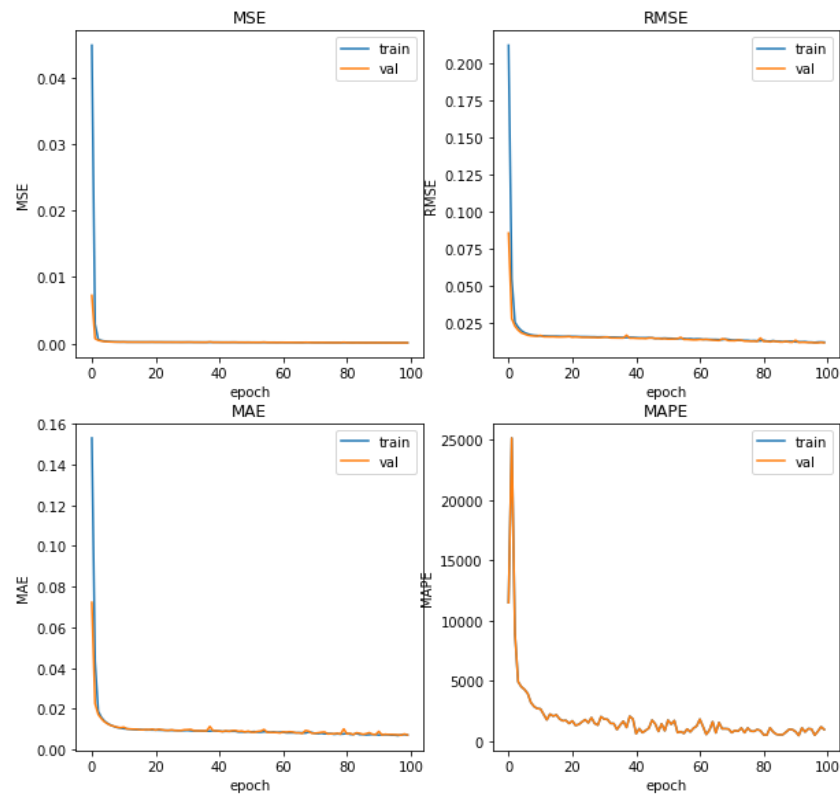 MSE
MSE
0.04
0.03
0.02
0.01
0.00
train
val
0 20 40 60 80 100
epoch
RMSE
RMSE
0.200
0.175
0.150
0.125
0.100
0.075
0.050
0.025
train
val
0 20 40 60 80 100
epoch
MAE
MAE
0.16
0.14
0.12
0.10
0.08
0.06
0.04
0.02
0.00
train
val
0 20 40 60 80 100
epoch
MAPE
MAPE
25000
20000
15000
10000
5000
0
train
val
0 20 40 60 80 100
epoch